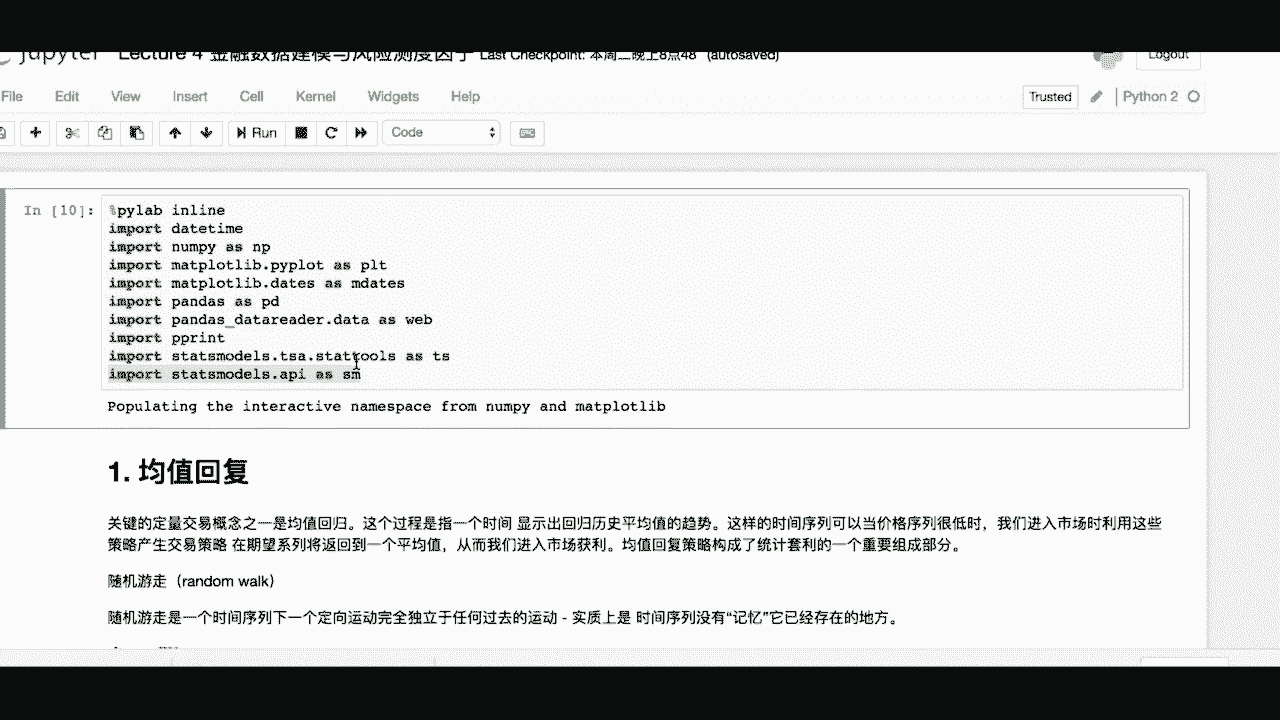 jupyter Lecture 4 金融数据建模与风险测度因子 Last Checkpoint: 本周二晚上8点48 (autosaved) Logout
File Edit View Insert Cell Kernel Widgets Help Trusted Python 2
Run Code
In [10]: %pylab inline
import datetime
import numpy as np
import matplotlib.pyplot as plt
import matplotlib.dates as mdates
import pandas as pd
import pandas_datareader.data as web
import pprint
import statsmodels.tsa.stattools as ts
import statsmodels.api as sm
Populating the interactive namespace from numpy and matplotlib
1. 均值回复
关键的定量交易概念之一是均值回归。这个过程是指一个时间 显示出回归历史平均值的趋势。这样的时间序列可以当价格序列很低时，我们进入市场时利用这些
策略产生交易策略 在期望系列将返回到一个平均值，从而我们进入市场获利。均值回复策略构成了统计套利的一个重要组成部分。
随机游走（random walk）
随机游走是一个时间序列下一个定向运动完全独立于任何过去的运动 - 实质上是 时间序列没有“记忆”它已经存在的地方。